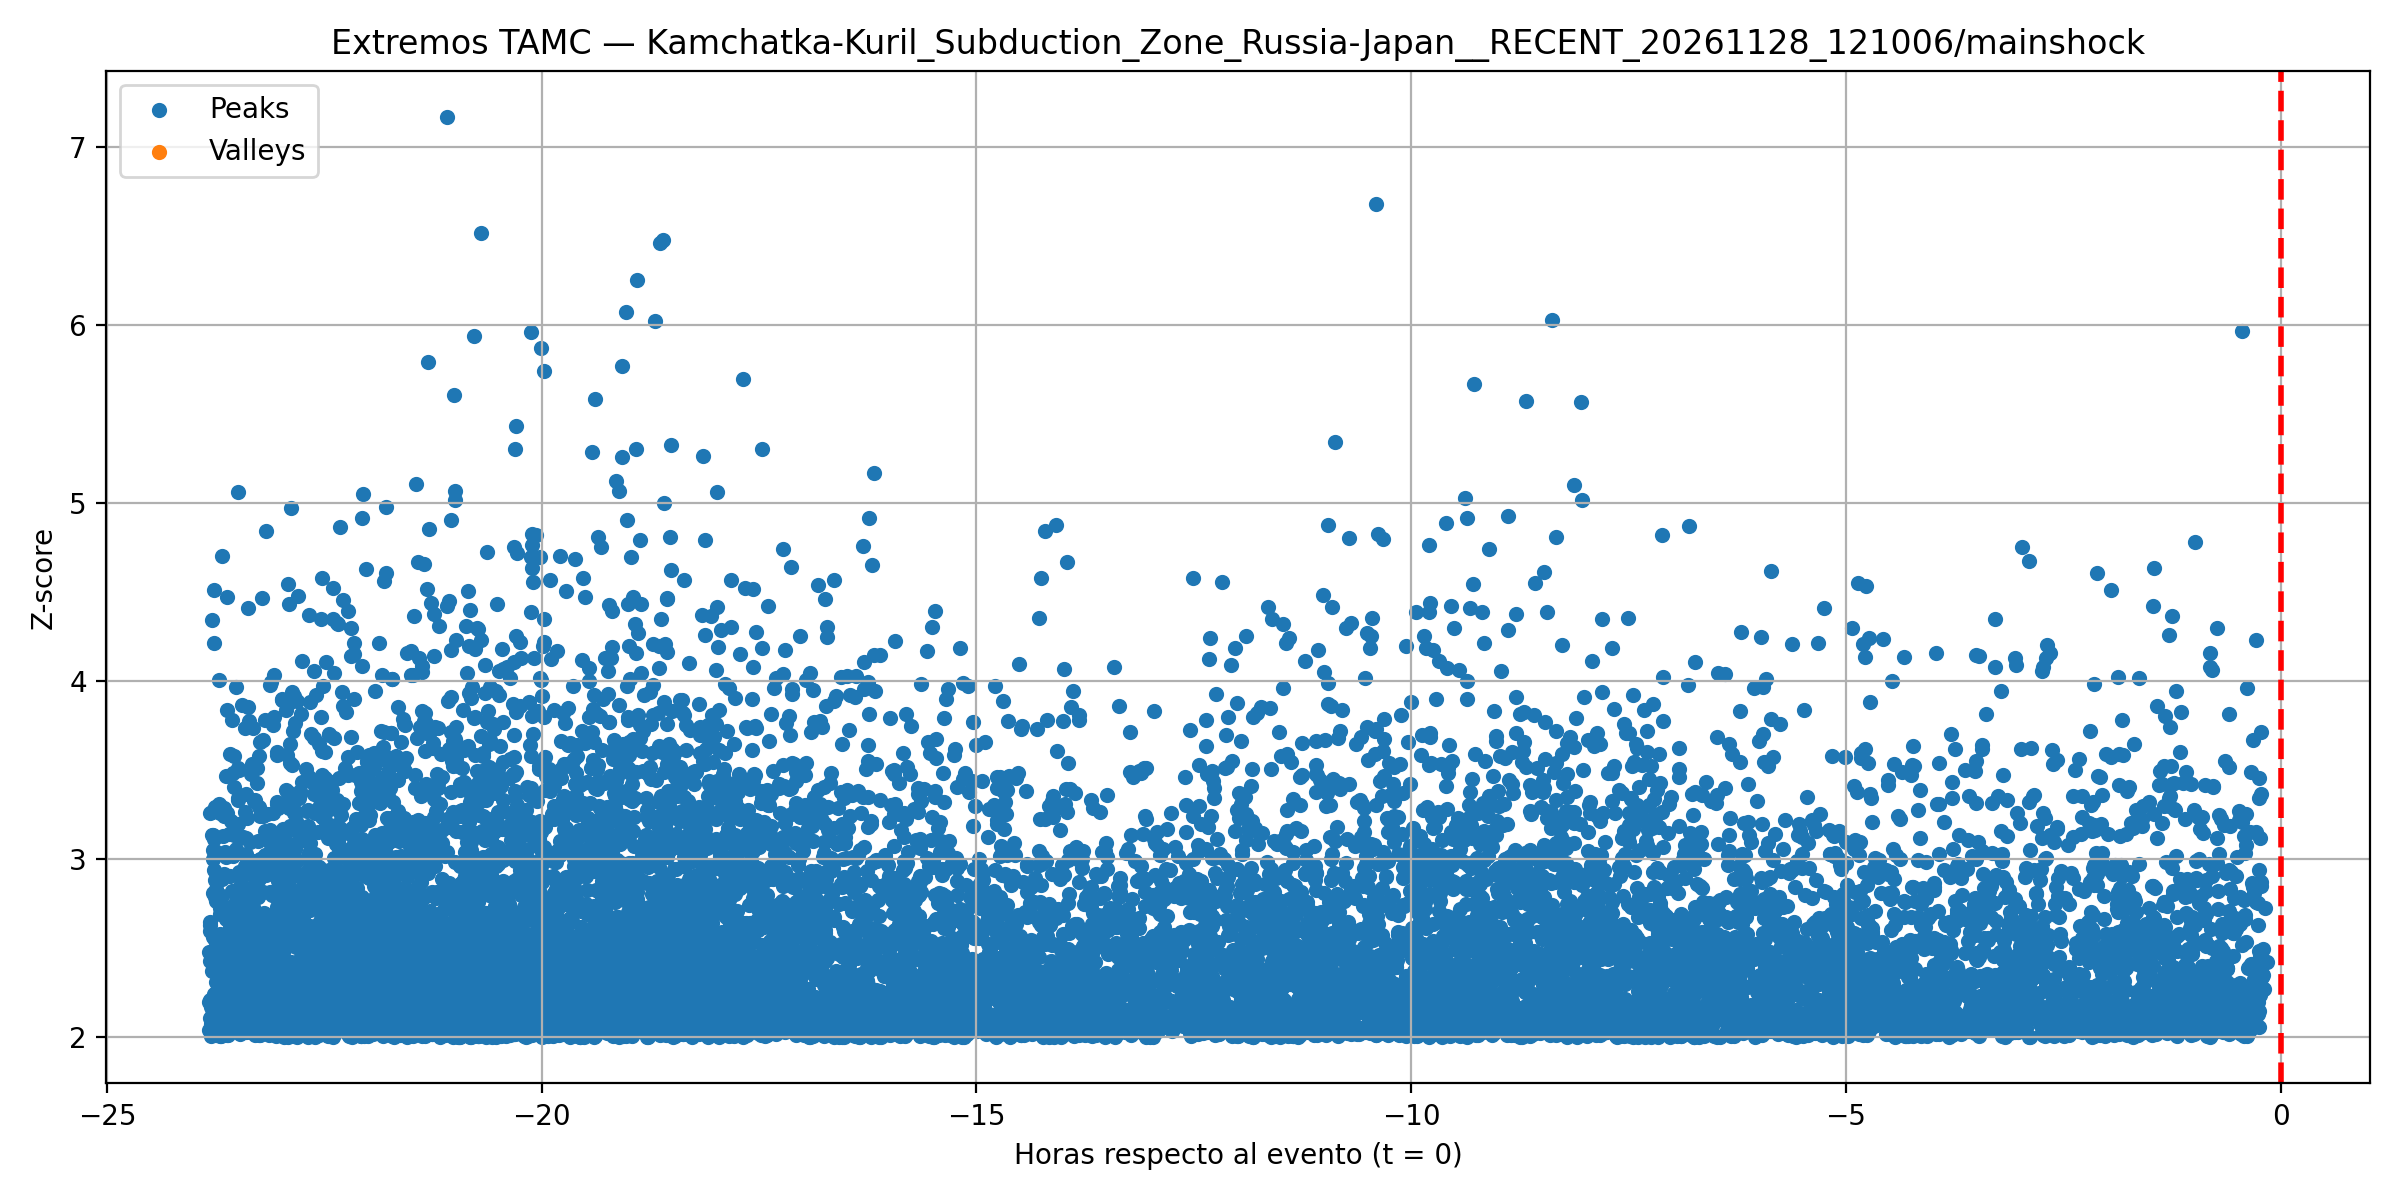 Extremos TAMC — Kamchatka-Kuril_Subduction_Zone_Russia-Japan__RECENT_20261128_121006/mainshock
Peaks
Valleys
7
6
5
4
3
2
Z-score
−25
−20
−15
−10
−5
0
Horas respecto al evento (t = 0)